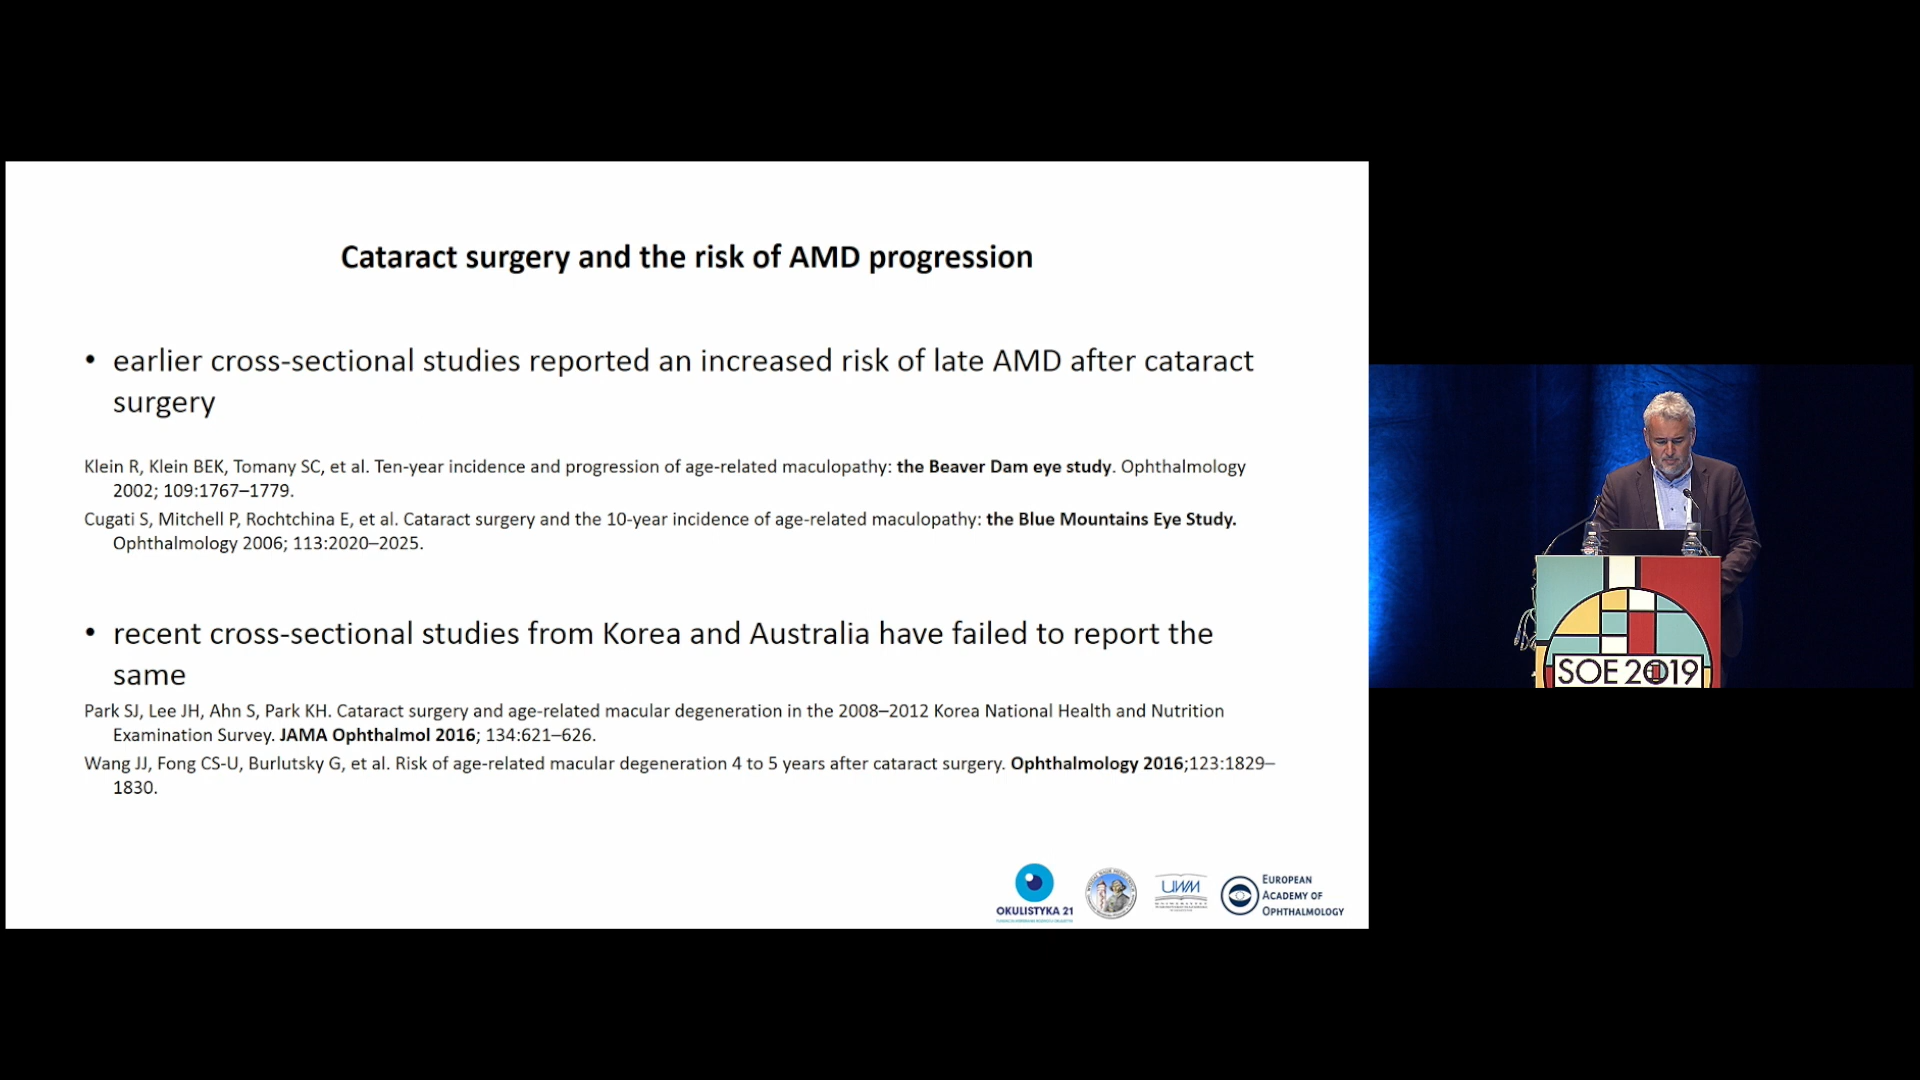 Cataract surgery and the risk of AMD progression
• earlier cross-sectional studies reported an increased risk of late AMD after cataract
surgery
Klein R, Klein BEK, Tomany SC, et al. Ten-year incidence and progression of age-related maculopathy: the Beaver Dam eye study. Ophthalmology
2002; 109:1767–1779.
Cugati S, Mitchell P, Rochtchina E, et al. Cataract surgery and the 10-year incidence of age-related maculopathy: the Blue Mountains Eye Study.
Ophthalmology 2006; 113:2020–2025.
• recent cross-sectional studies from Korea and Australia have failed to report the
same
Park SJ, Lee JH, Ahn S, Park KH. Cataract surgery and age-related macular degeneration in the 2008–2012 Korea National Health and Nutrition
Examination Survey. JAMA Ophthalmol 2016; 134:621–626.
Wang JJ, Fong CS-U, Burlutsky G, et al. Risk of age-related macular degeneration 4 to 5 years after cataract surgery. Ophthalmology 2016;123:1829–
1830.
OKULISTYKA 21
UWM
EUROPEAN
ACADEMY OF
OPHTHALMOLOGY
SOE 2019